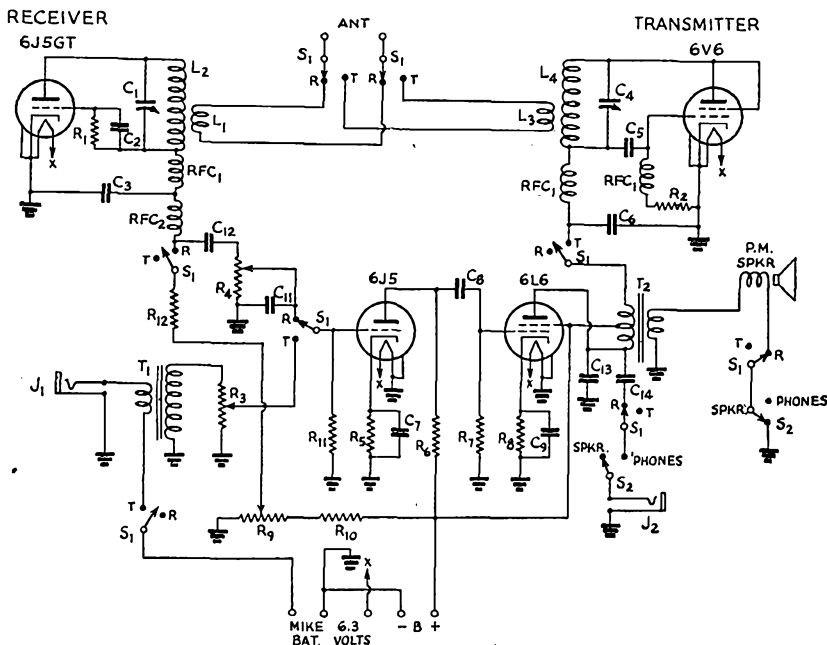 RECEIVER
ANT
TRANSMITTER
6J5GT
6V6
S1
S1
R
T
R
T
L2
L4
C1
C4
R1
C2
L1
L3
C5
X
RFC1
RFC1
RFC1
R2
X
C3
C6
RFC2
C12
R
T
S1
R
T
S1
P.M.
SPKR
R4
C11
6J5
C8
6L6
T2
R12
R
S1
T
C13
C14
T
R
S1
J1
T1
R3
X
X
R
T
S1
PHONES
SPKR.
S2
R11
R5
C7
R6
R7
R8
C9
SPKR.
PHONES
S2
T
R
S1
R9
R10
J2
X
MIKE
BAT.
6.3
VOLTS
– B +